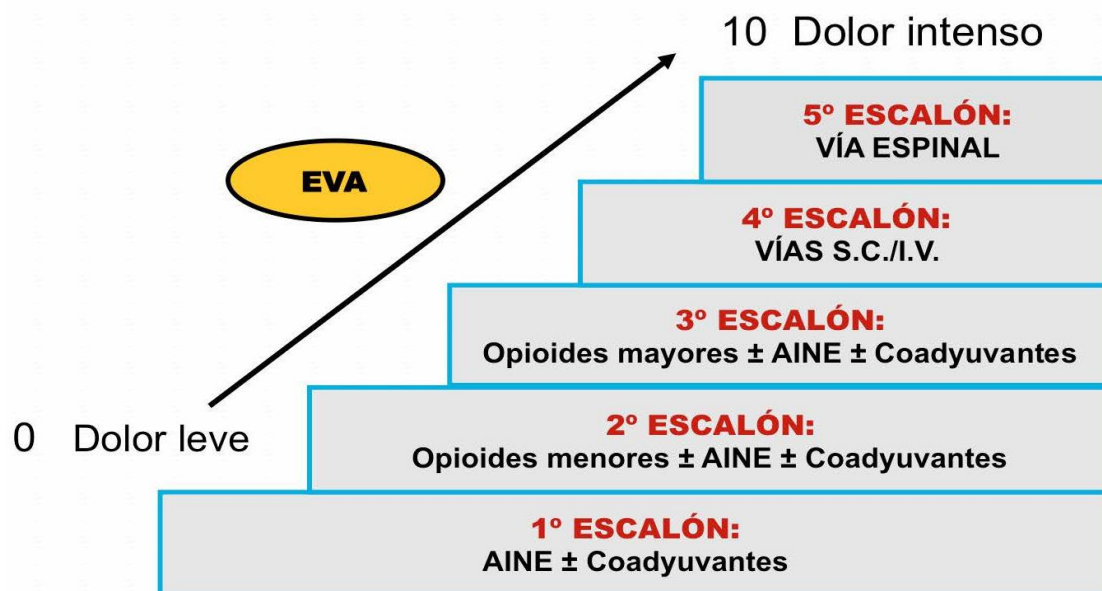 10 Dolor intenso
5º ESCALÓN:
VÍA ESPINAL
EVA
4º ESCALÓN:
VÍAS S.C./I.V.
3º ESCALÓN:
Opioides mayores ± AINE ± Coadyuvantes
0 Dolor leve
2º ESCALÓN:
Opioides menores ± AINE ± Coadyuvantes
1º ESCALÓN:
AINE ± Coadyuvantes